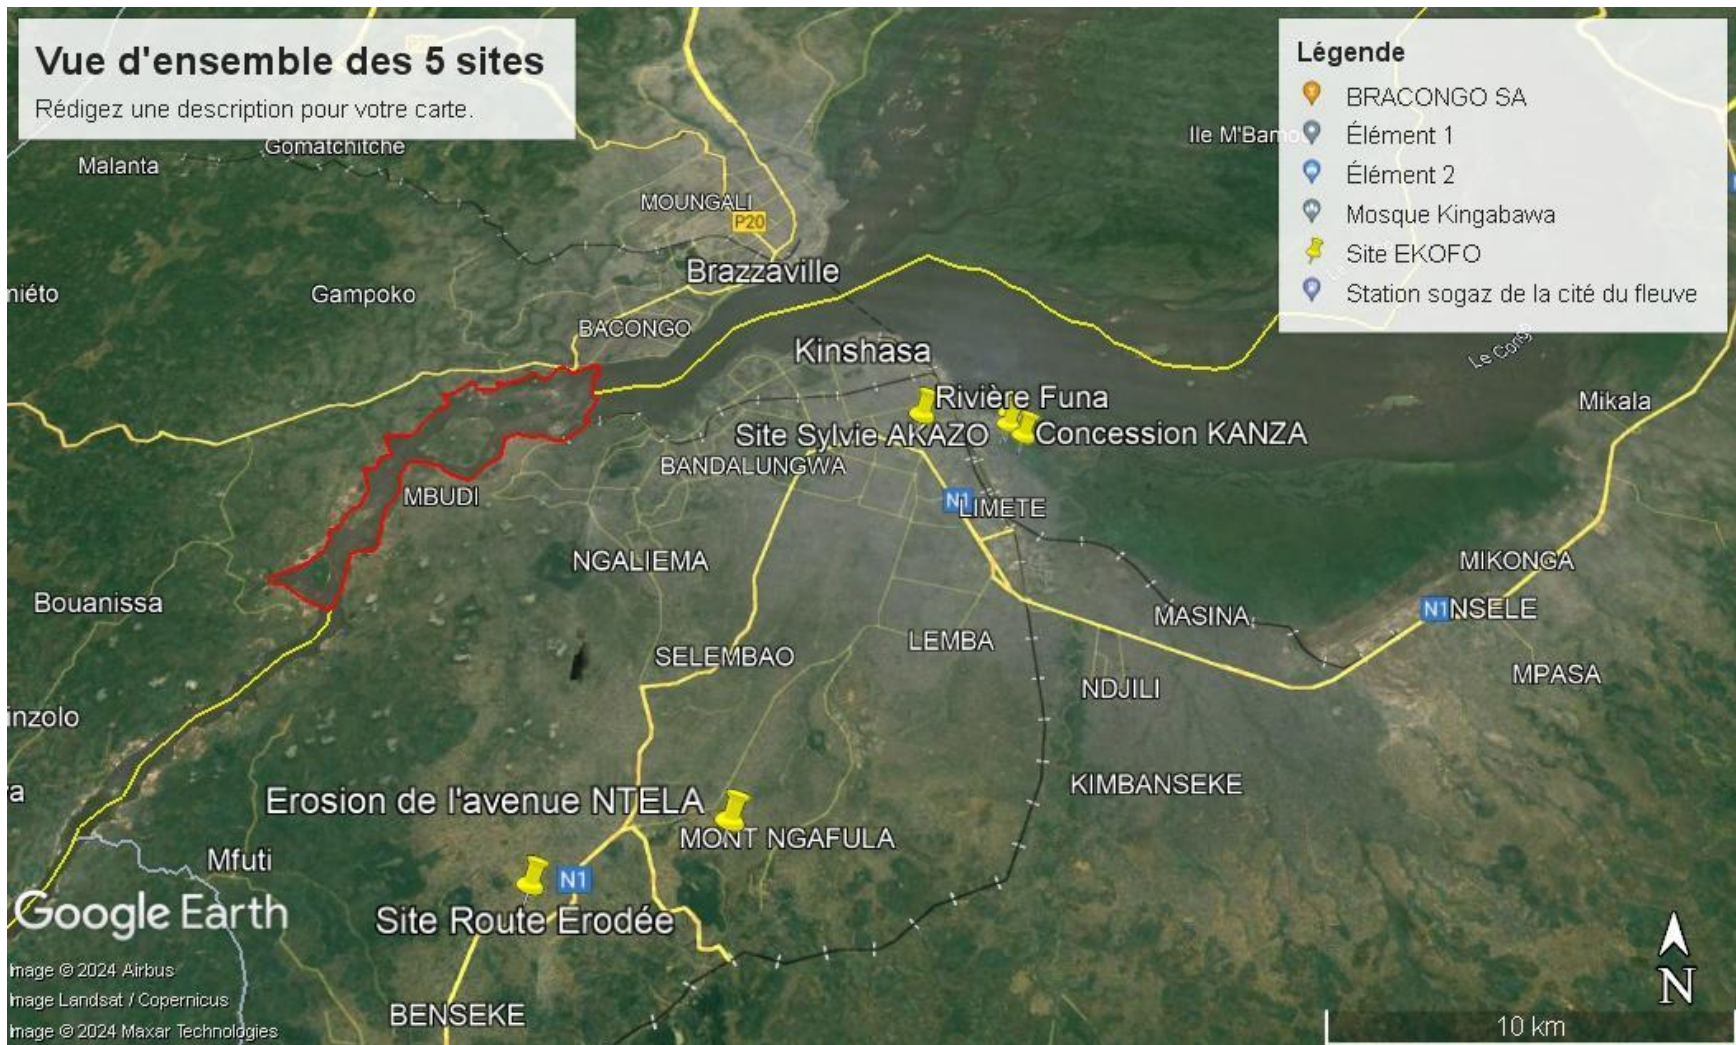 Vue d'ensemble des 5 sites
Rédigez une description pour votre carte.
Légende
BRACONGO SA
Élément 1
Élément 2
Mosque Kingabawa
Site EKOFO
Station sogaz de la cité du fleuve
Gomatchitche
Malanta
Ile M'Bamo
MOUNGALI
P20
Brazzaville
niéto
Gampoko
BACONGO
Le Congo
Kinshasa
Rivière Funa
Mikala
Site Sylvie AKAZO
Concession KANZA
BANDALUNGWA
MBUDI
N1
LIMETE
NGALIEMA
MIKONGA
Bouanissa
N1
NSELE
MASINA
LEMBA
SELEMBAO
MPASA
NDJILI
inzolo
KIMBANSEKE
a
Erosion de l'avenue NTELA
MONT NGAFULA
Mfuti
N1
Google Earth
Site Route Erodée
Image © 2024 Airbus
Image Landsat / Copernicus
BENSEKE
Image © 2024 Maxar Technologies
N
10 km